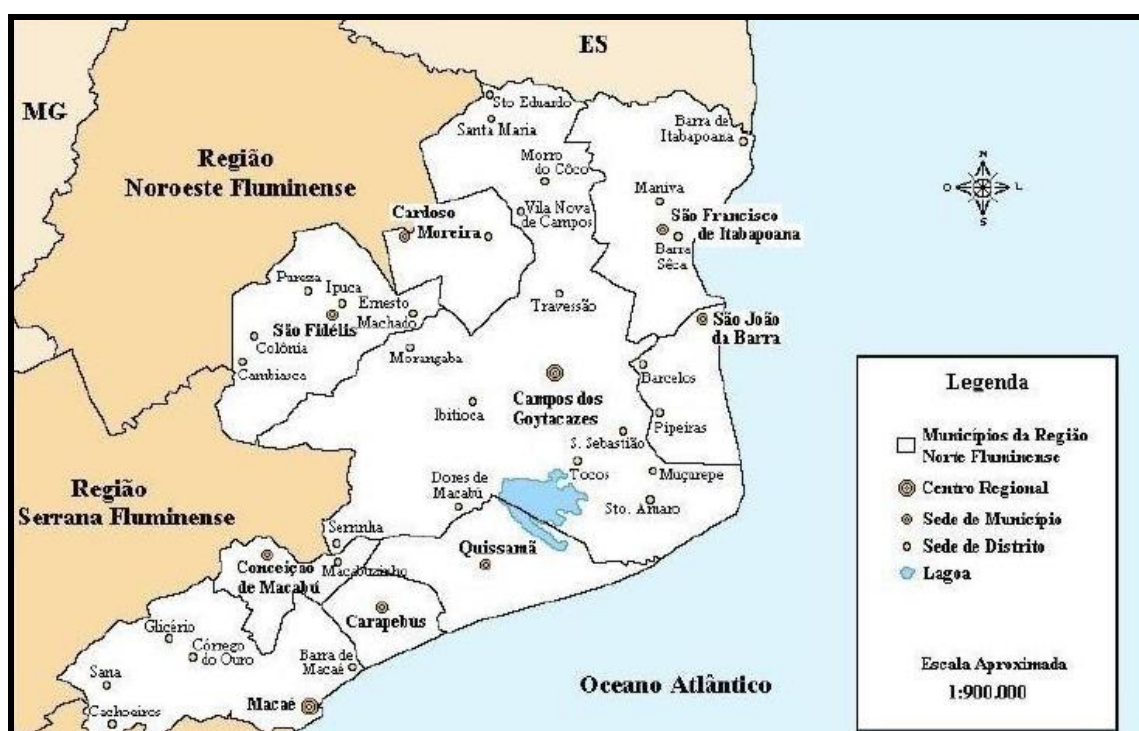 ES
MG
Sto Eduardo
Santa Maria
Barra de
Itabapoana
Região
Noroeste Fluminense
Morro
do Côco
Maniva
N
O
L
S
Cardoso
Moreira
Vila Nova
de Campos
São Francisco
de Itabapoana
Barra
Sêca
Pureza
Ipuca
Ernesto
Machado
São Fidélis
Travessão
São João
da Barra
Colônia
Cambiasca
Morangaba
Barcelos
Campos dos
Goytacazes
Ibitioca
Pipeiras
S. Sebastião
Tocos
Muçurepe
Dores de
Macabú
Sto. Amaro
Região
Serrana Fluminense
Serrinha
Quissamã
Conceição
de Macabú
Macabuzinho
Carapebus
Glicério
Córrego
do Ouro
Barra de
Macaé
Sana
Macaé
Cachoeiros
Oceano Atlântico
Legenda
Municípios da Região
Norte Fluminense
Centro Regional
Sede de Município
Sede de Distrito
Lagoa
Escala Aproximada
1:900.000